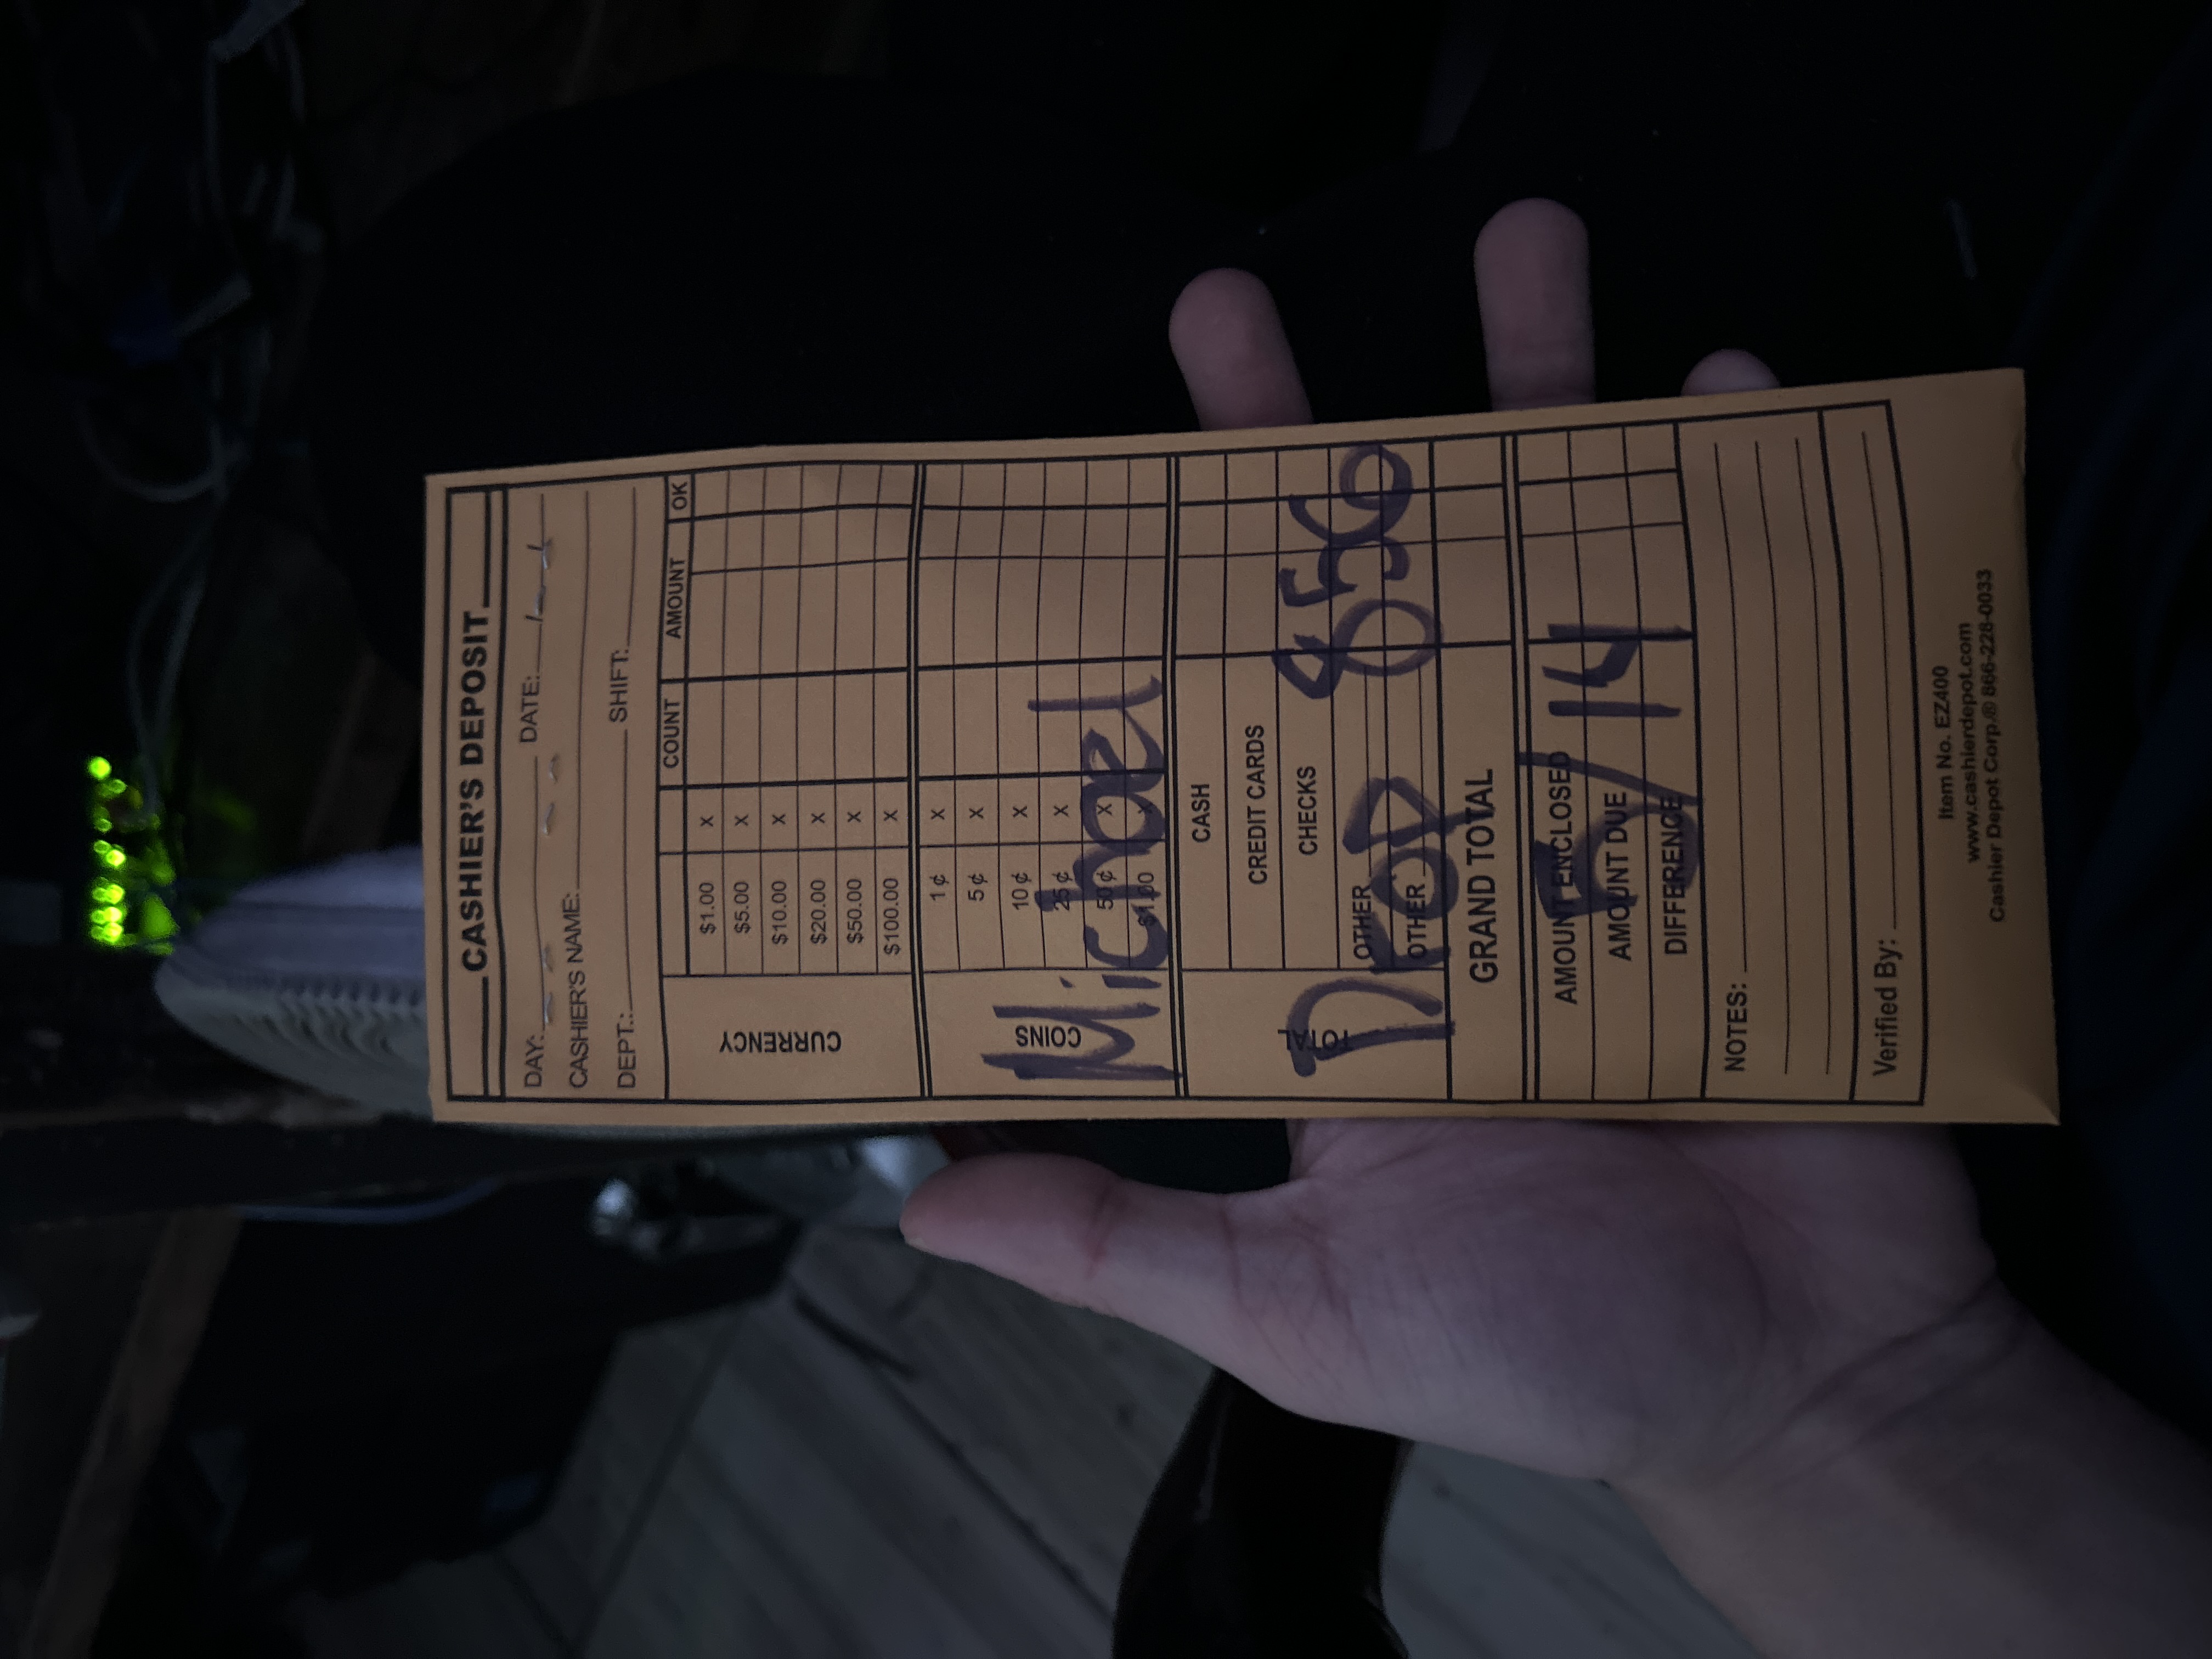 CASHIER'S DEPOSIT
DAY: DATE: / /
CASHIER'S NAME:
DEPT.: SHIFT:
COUNT AMOUNT OK
CURRENCY
$1.00 X
$5.00 X
$10.00 X
$20.00 X
$50.00 X
$100.00 X
COINS
1¢ X
5¢ X
10¢ X
25¢ X
50¢ X
$1.00 X
Michael
TOTAL
CASH
CREDIT CARDS
CHECKS
OTHER
OTHER
Drop 850
GRAND TOTAL
AMOUNT ENCLOSED
AMOUNT DUE
DIFFERENCE
5/14
NOTES:
Verified By:
Item No. EZ400
www.cashierdepot.com
Cashier Depot Corp.® 866-228-0033